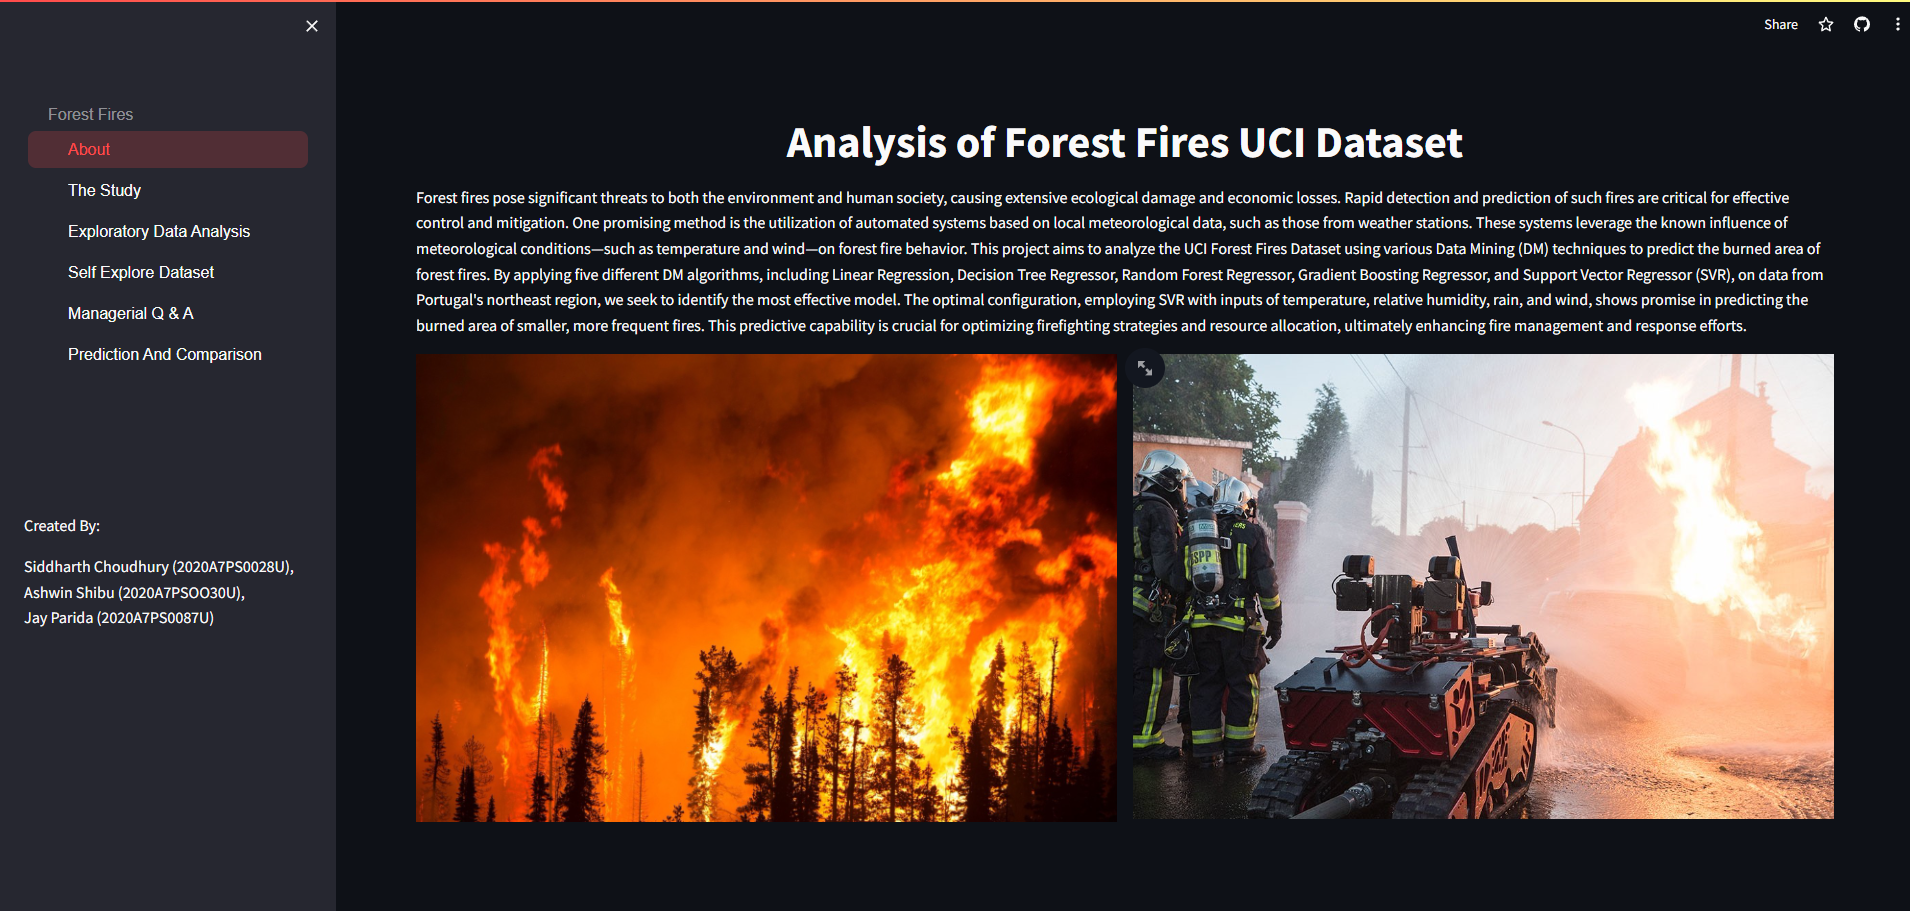 Share
Forest Fires
About
The Study
Exploratory Data Analysis
Self Explore Dataset
Managerial Q & A
Prediction And Comparison
Created By:
Siddharth Choudhury (2020A7PS0028U),
Ashwin Shibu (2020A7PSOO30U),
Jay Parida (2020A7PS0087U)
Analysis of Forest Fires UCI Dataset
Forest fires pose significant threats to both the environment and human society, causing extensive ecological damage and economic losses. Rapid detection and prediction of such fires are critical for effective
control and mitigation. One promising method is the utilization of automated systems based on local meteorological data, such as those from weather stations. These systems leverage the known influence of
meteorological conditions—such as temperature and wind—on forest fire behavior. This project aims to analyze the UCI Forest Fires Dataset using various Data Mining (DM) techniques to predict the burned area of
forest fires. By applying five different DM algorithms, including Linear Regression, Decision Tree Regressor, Random Forest Regressor, Gradient Boosting Regressor, and Support Vector Regressor (SVR), on data from
Portugal's northeast region, we seek to identify the most effective model. The optimal configuration, employing SVR with inputs of temperature, relative humidity, rain, and wind, shows promise in predicting the
burned area of smaller, more frequent fires. This predictive capability is crucial for optimizing firefighting strategies and resource allocation, ultimately enhancing fire management and response efforts.